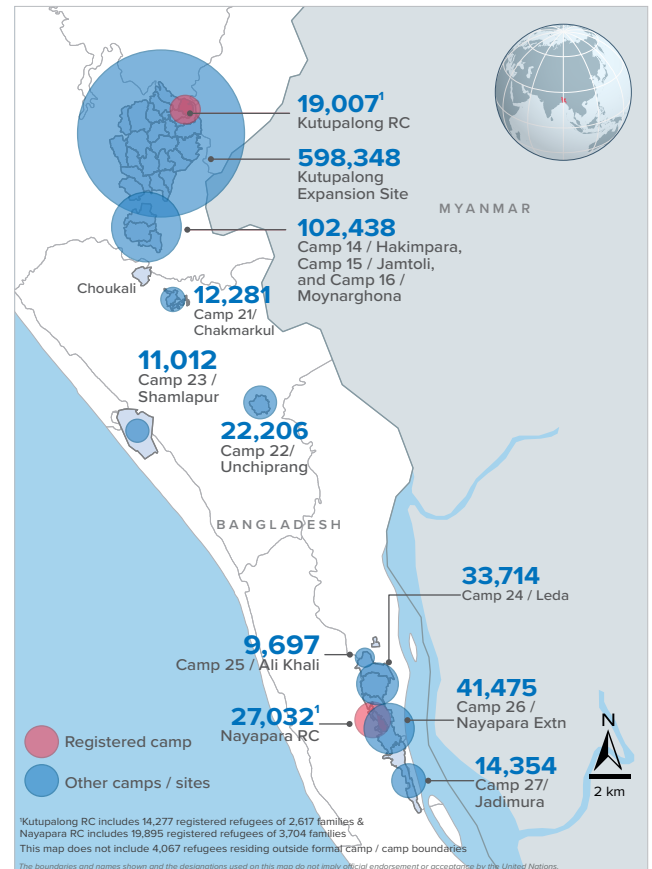 19,007¹
Kutupalong RC
598,348
Kutupalong
Expansion Site
MYANMAR
102,438
Camp 14 / Hakimpara,
Camp 15 / Jamtoli,
and Camp 16 /
Moynarghona
Choukali
12,281
Camp 21/
Chakmarkul
11,012
Camp 23 /
Shamlapur
22,206
Camp 22/
Unchiprang
BANGLADESH
33,714
Camp 24 / Leda
9,697
Camp 25 / Ali Khali
41,475
Camp 26 /
Nayapara Extn
27,032¹
Nayapara RC
N
2 km
14,354
Camp 27/
Jadimura
Registered camp
Other camps / sites
¹Kutupalong RC includes 14,277 registered refugees of 2,617 families &
Nayapara RC includes 19,895 registered refugees of 3,704 families
This map does not include 4,067 refugees residing outside formal camp / camp boundaries
The boundaries and names shown and the designations used on this map do not imply official endorsement or acceptance by the United Nations.